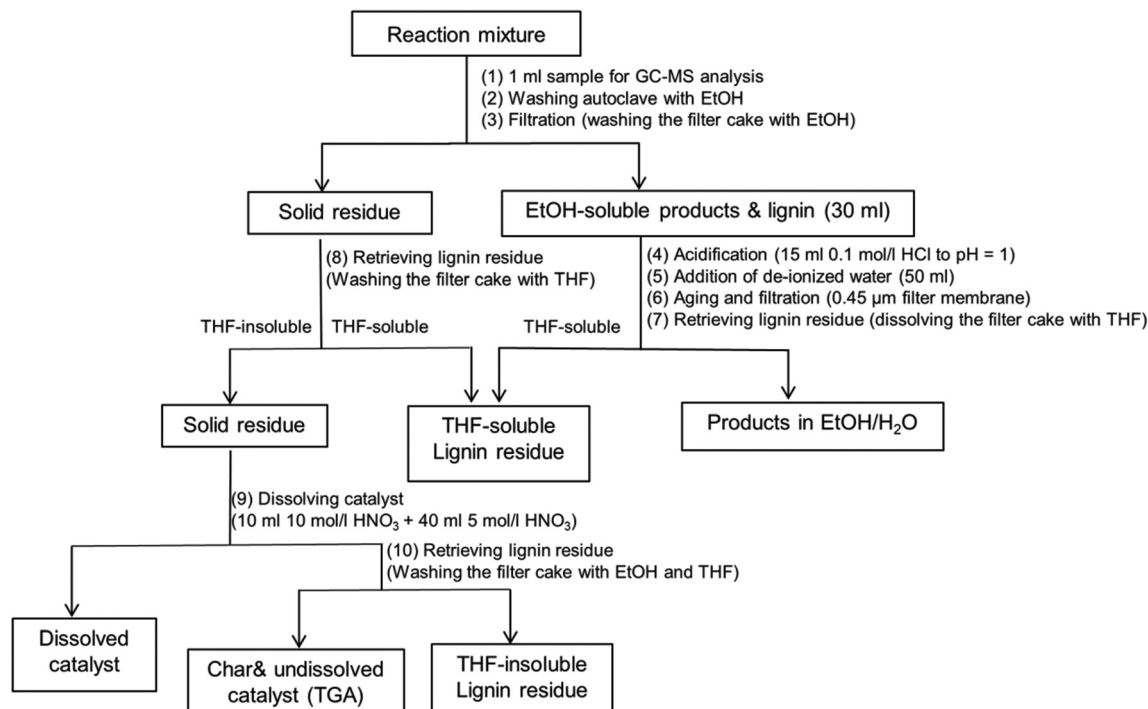 Reaction mixture
(1) 1 ml sample for GC-MS analysis
(2) Washing autoclave with EtOH
(3) Filtration (washing the filter cake with EtOH)
Solid residue
EtOH-soluble products & lignin (30 ml)
(8) Retrieving lignin residue
(Washing the filter cake with THF)
(4) Acidification (15 ml 0.1 mol/l HCl to pH = 1)
(5) Addition of de-ionized water (50 ml)
(6) Aging and filtration (0.45 µm filter membrane)
(7) Retrieving lignin residue (dissolving the filter cake with THF)
THF-insoluble
THF-soluble
THF-soluble
Solid residue
THF-soluble
Lignin residue
Products in EtOH/H₂O
(9) Dissolving catalyst
(10 ml 10 mol/l HNO₃ + 40 ml 5 mol/l HNO₃)
(10) Retrieving lignin residue
(Washing the filter cake with EtOH and THF)
Dissolved
catalyst
Char& undissolved
catalyst (TGA)
THF-insoluble
Lignin residue